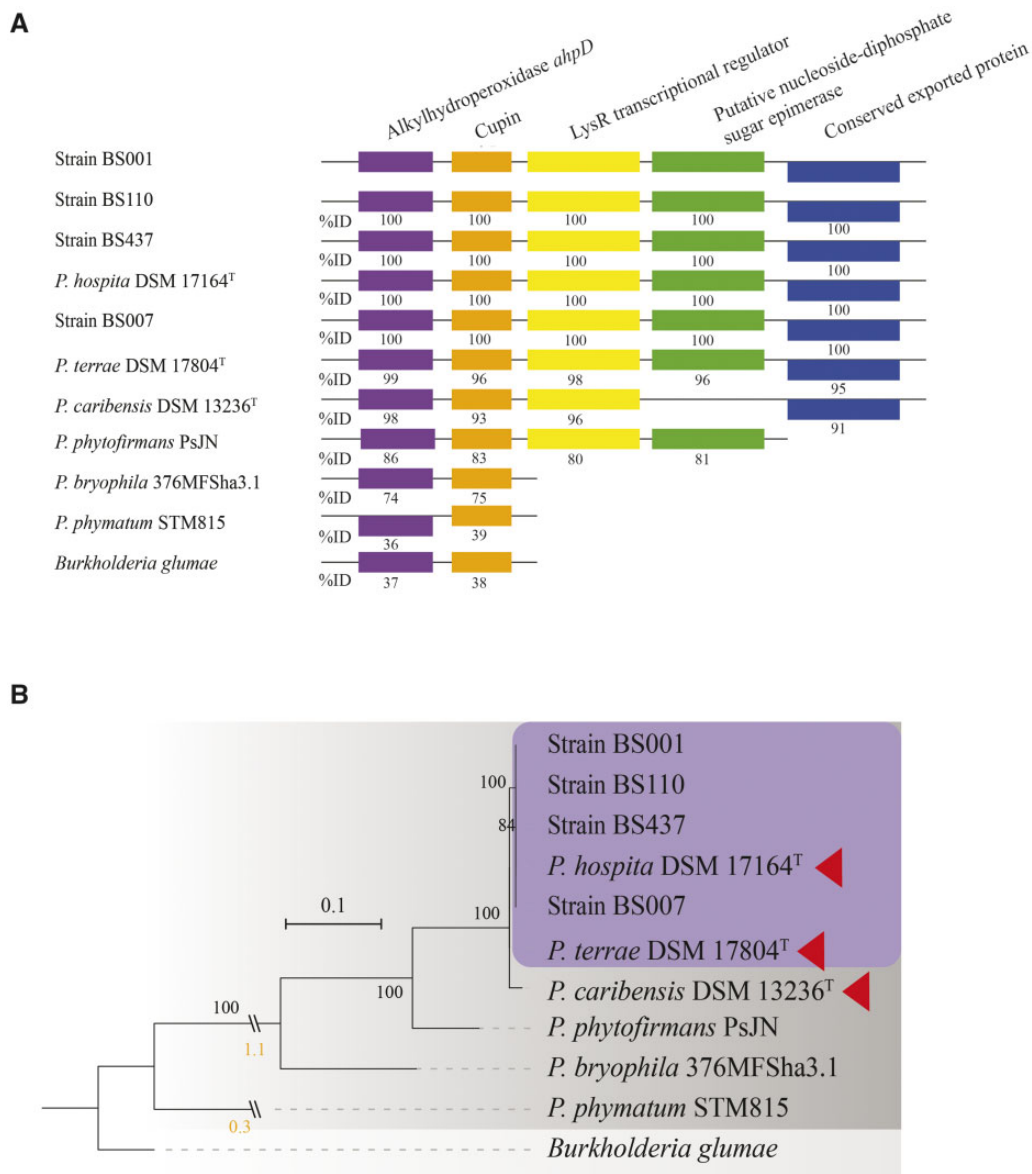 A
Alkylhydroperoxidase ahpD
Cupin
LysR transcriptional regulator
Putative nucleoside-diphosphate
sugar epimerase
Conserved exported protein
Strain BS001
Strain BS110
%ID 100 100 100 100 100
Strain BS437
%ID 100 100 100 100 100
P. hospita DSM 17164ᵀ
%ID 100 100 100 100 100
Strain BS007
%ID 100 100 100 100 100
P. terrae DSM 17804ᵀ
%ID 99 96 98 96 95
P. caribensis DSM 13236ᵀ
%ID 98 93 96 91
P. phytofirmans PsJN
%ID 86 83 80 81
P. bryophila 376MFSha3.1
%ID 74 75
P. phymatum STM815
%ID 36 39
Burkholderia glumae
%ID 37 38
B
Strain BS001
100
Strain BS110
84
Strain BS437
P. hospita DSM 17164ᵀ
0.1
100
Strain BS007
P. terrae DSM 17804ᵀ
100
P. caribensis DSM 13236ᵀ
100
P. phytofirmans PsJN
1.1
P. bryophila 376MFSha3.1
0.3
P. phymatum STM815
Burkholderia glumae